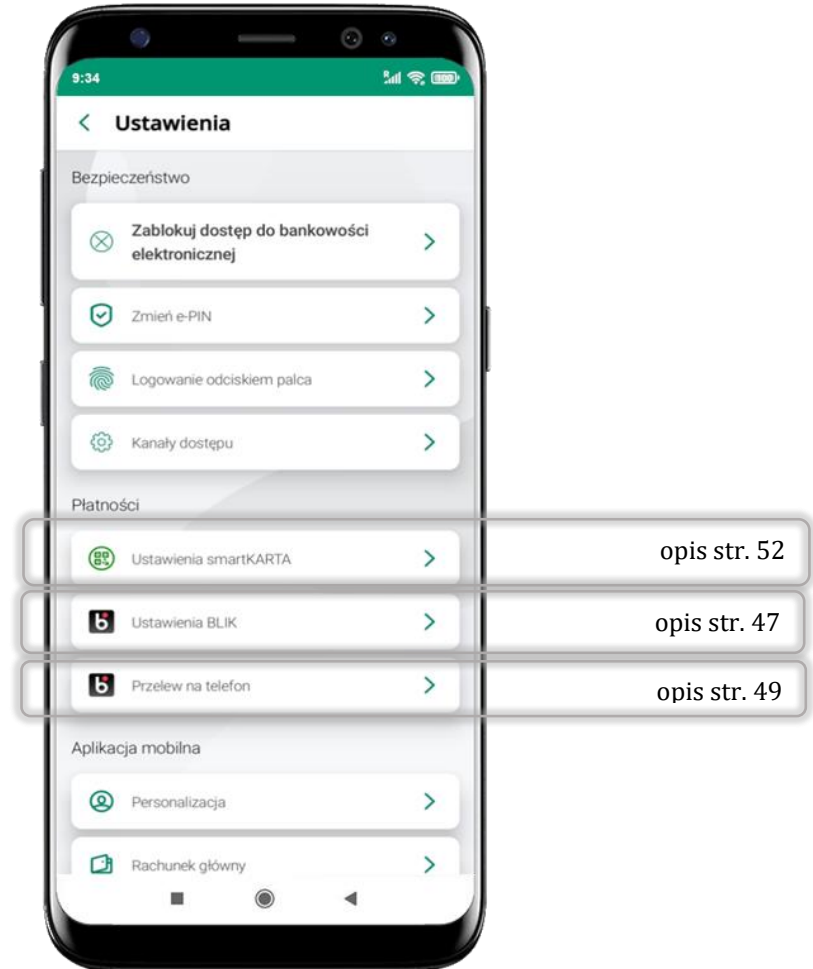 9:34
Ustawienia
Bezpieczeństwo
Zablokuj dostęp do bankowości
elektronicznej
Zmień e-PIN
Logowanie odciskiem palca
Kanały dostępu
Płatności
Ustawienia smartKARTA
opis str. 52
Ustawienia BLIK
opis str. 47
Przelew na telefon
opis str. 49
Aplikacja mobilna
Personalizacja
Rachunek główny